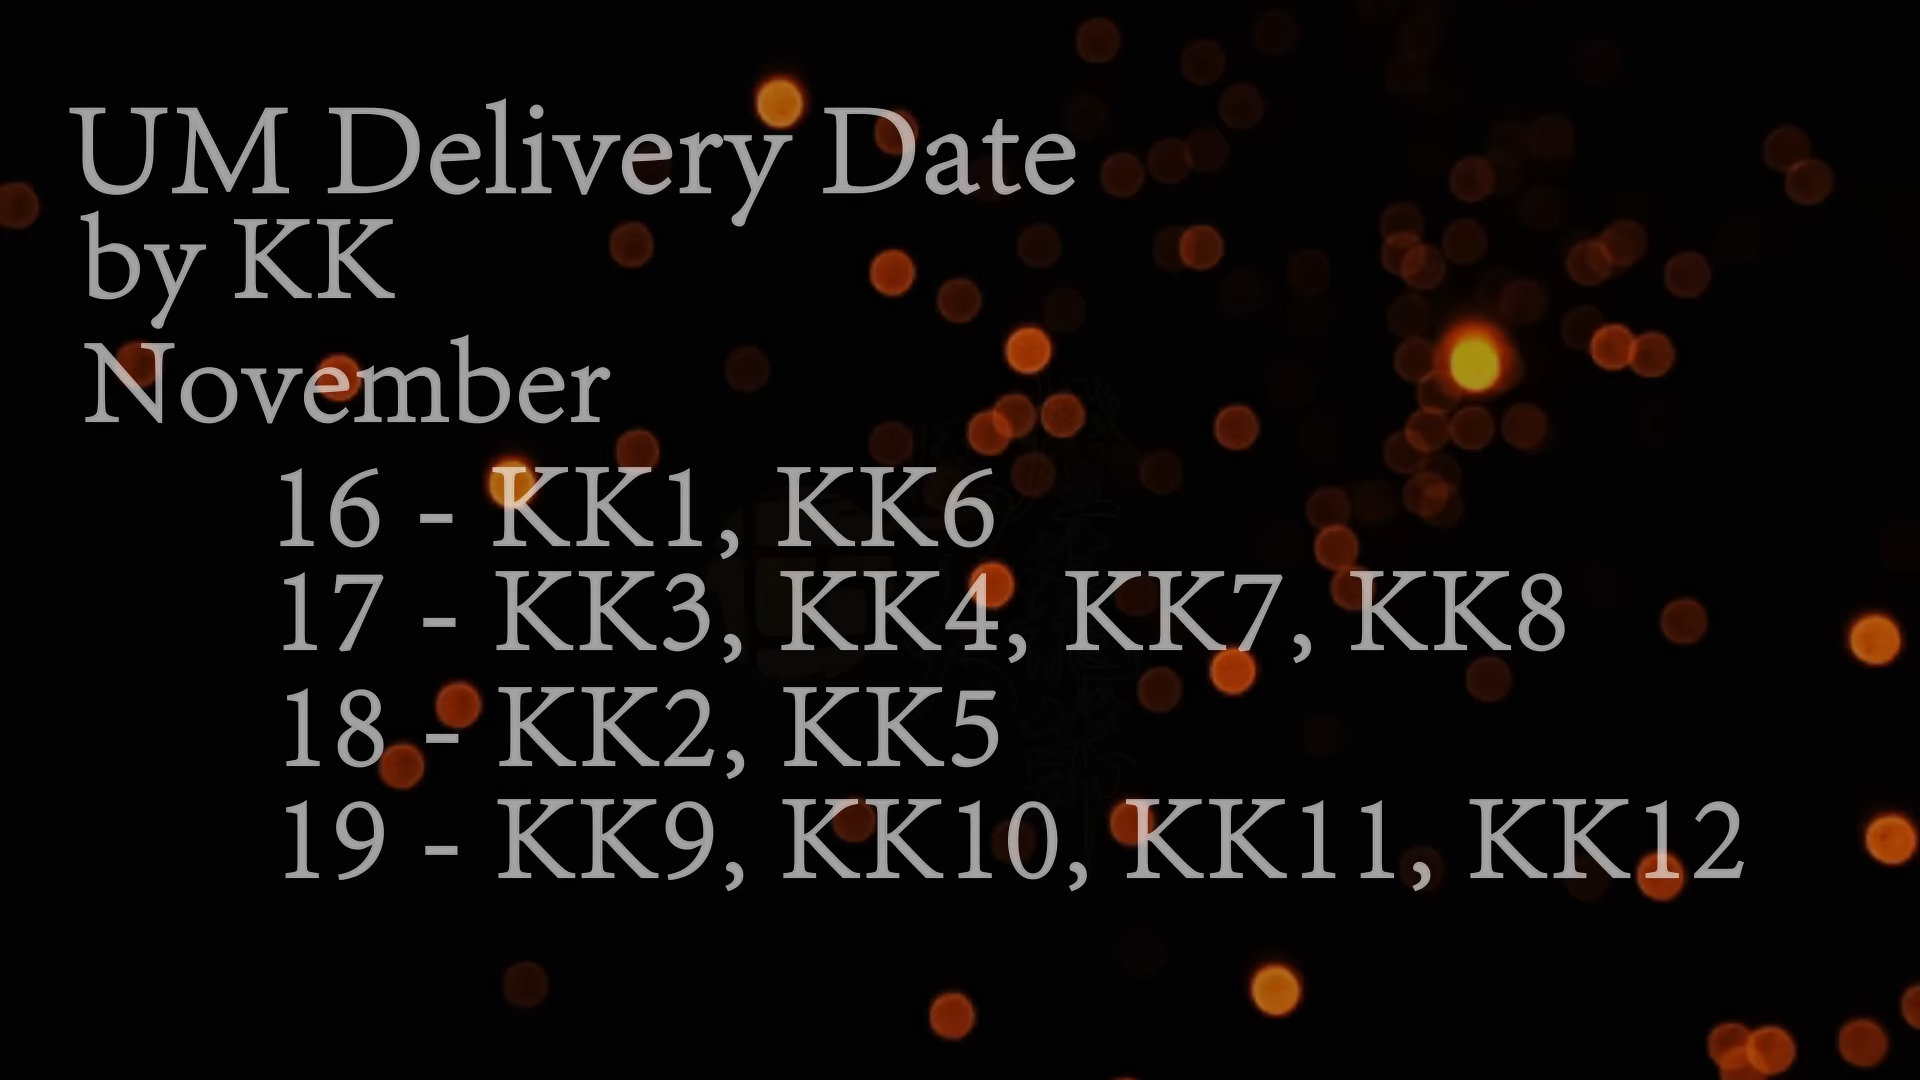 UM Delivery Date
by KK
November
16 - KK1, KK6
17 - KK3, KK4, KK7, KK8
18 - KK2, KK5
19 - KK9, KK10, KK11, KK12